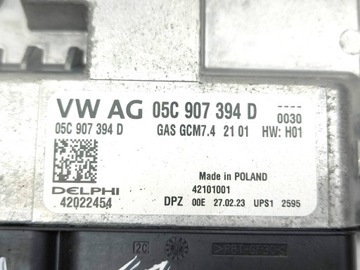 VW AG 05C 907 394 D
05C 907 394 D
GAS GCM7.4 21 01
0030
HW: H01
Made in POLAND
42101001
DELPHI
42022454
DPZ 00E 27.02.23 UPS1 2595
I2C